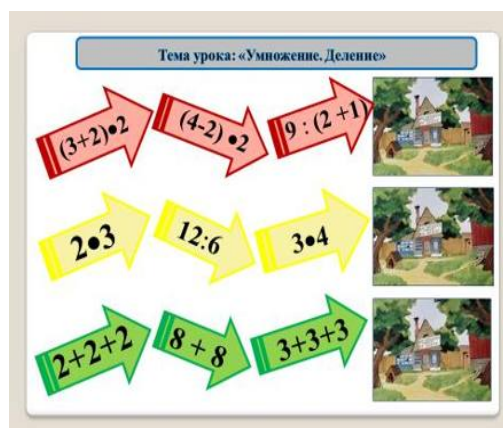 Тема урока: «Умножение. Деление»
(3+2)●2
(4-2) ●2
9 : (2 +1)
2●3
12:6
3●4
2+2+2
8 + 8
3+3+3